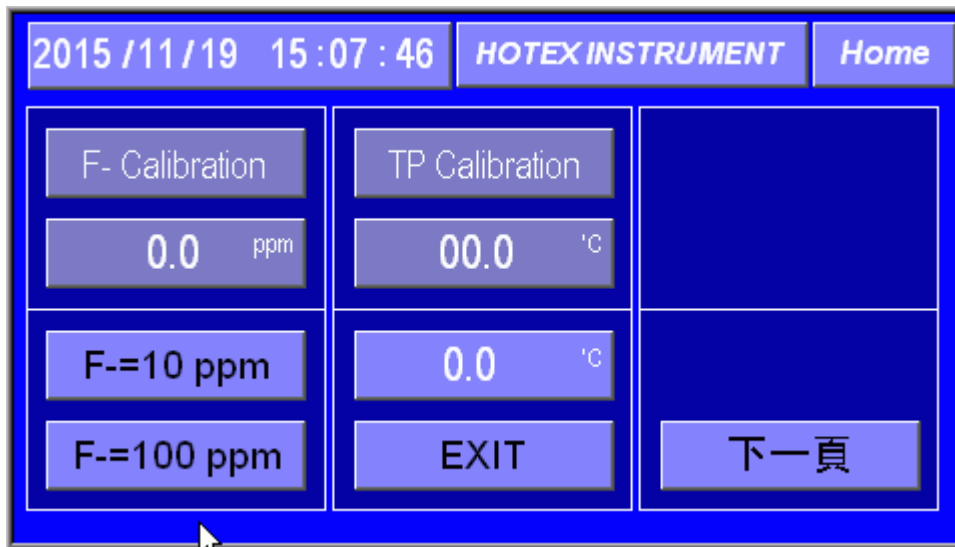 2015 /11/19 15:07:46 HOTEX INSTRUMENT Home
F- Calibration TP Calibration
0.0 ppm 00.0 'C
F-=10 ppm 0.0 'C
F-=100 ppm EXIT 下一頁